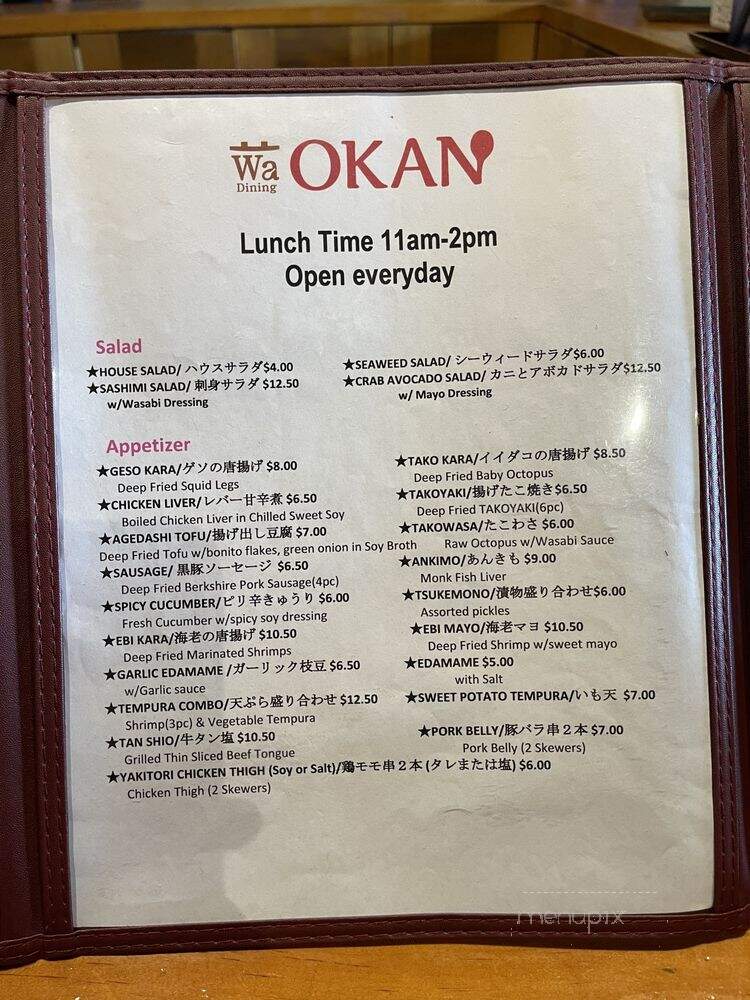 Wa
Dining
OKAN
Lunch Time 11am-2pm
Open everyday
Salad
★HOUSE SALAD/ ハウスサラダ$4.00
★SASHIMI SALAD/ 刺身サラダ $12.50
w/Wasabi Dressing
★SEAWEED SALAD/ シーウィードサラダ$6.00
★CRAB AVOCADO SALAD/ カニとアボカドサラダ$12.50
w/ Mayo Dressing
Appetizer
★GESO KARA/ゲソの唐揚げ $8.00
Deep Fried Squid Legs
★CHICKEN LIVER/レバー甘辛煮 $6.50
Boiled Chicken Liver in Chilled Sweet Soy
★AGEDASHI TOFU/揚げ出し豆腐 $7.00
Deep Fried Tofu w/bonito flakes, green onion in Soy Broth
★SAUSAGE/ 黒豚ソーセージ $6.50
Deep Fried Berkshire Pork Sausage(4pc)
★SPICY CUCUMBER/ピリ辛きゅうり $6.00
Fresh Cucumber w/spicy soy dressing
★EBI KARA/海老の唐揚げ $10.50
Deep Fried Marinated Shrimps
★GARLIC EDAMAME /ガーリック枝豆 $6.50
w/Garlic sauce
★TEMPURA COMBO/天ぷら盛り合わせ $12.50
Shrimp(3pc) & Vegetable Tempura
★TAN SHIO/牛タン塩 $10.50
Grilled Thin Sliced Beef Tongue
★YAKITORI CHICKEN THIGH (Soy or Salt)/鶏モモ串２本 (タレまたは塩) $6.00
Chicken Thigh (2 Skewers)
★TAKO KARA/イイダコの唐揚げ $8.50
Deep Fried Baby Octopus
★TAKOYAKI/揚げたこ焼き$6.50
Deep Fried TAKOYAKI(6pc)
★TAKOWASA/たこわさ $6.00
Raw Octopus w/Wasabi Sauce
★ANKIMO/あんきも $9.00
Monk Fish Liver
★TSUKEMONO/漬物盛り合わせ$6.00
Assorted pickles
★EBI MAYO/海老マヨ $10.50
Deep Fried Shrimp w/sweet mayo
★EDAMAME $5.00
with Salt
★SWEET POTATO TEMPURA/いも天 $7.00
★PORK BELLY/豚バラ串２本 $7.00
Pork Belly (2 Skewers)
menupix